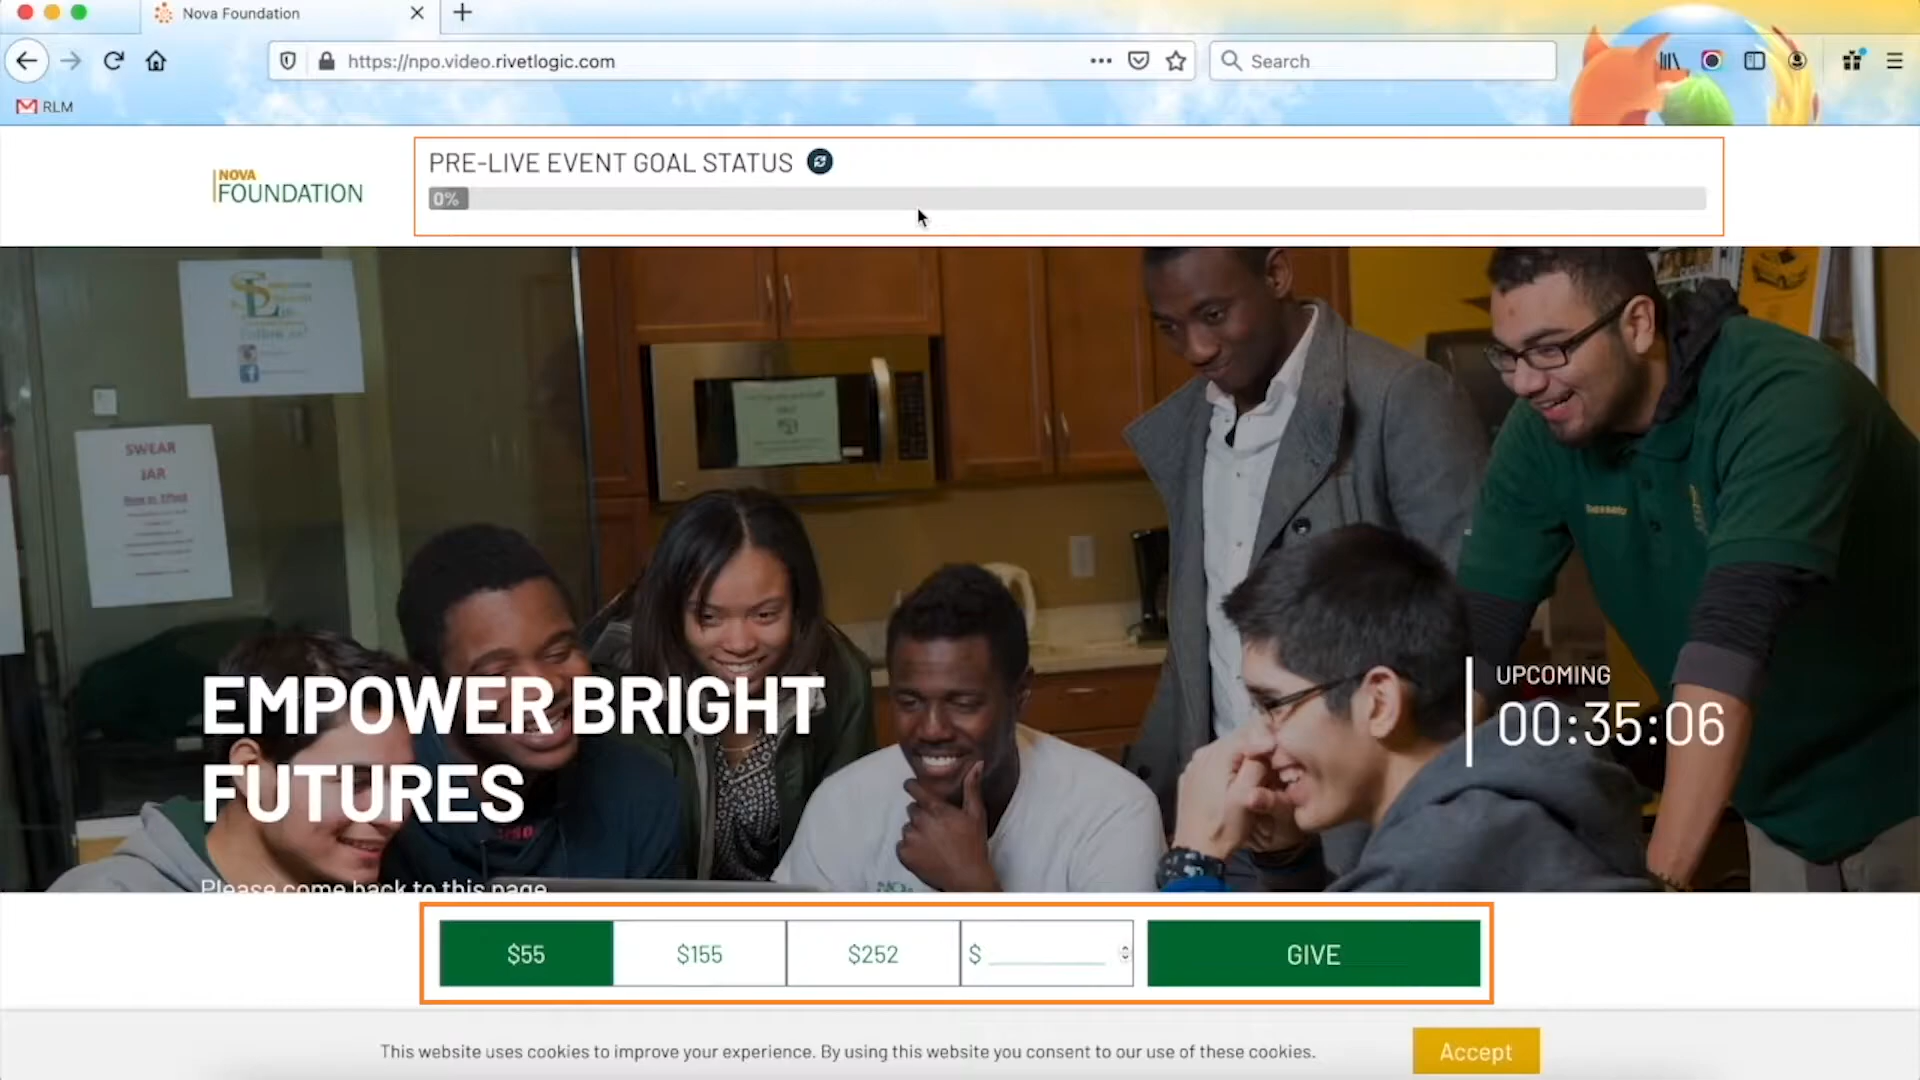 Nova Foundation
https://npo.video.rivetlogic.com
Search
RLM
NOVA
FOUNDATION
PRE-LIVE EVENT GOAL STATUS
0%
SWEAR
JAR
EMPOWER BRIGHT
FUTURES
UPCOMING
00:35:06
Please come back to this page
$55
$155
$252
$
GIVE
This website uses cookies to improve your experience. By using this website you consent to our use of these cookies.
Accept